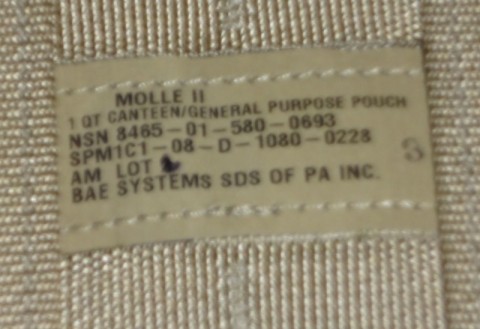 MOLLE II
1 QT CANTEEN/GENERAL PURPOSE POUCH
NSN 8465-01-580-0693
SPM1C1-08-D-1080-0228
AM LOT
BAE SYSTEMS SDS OF PA INC.